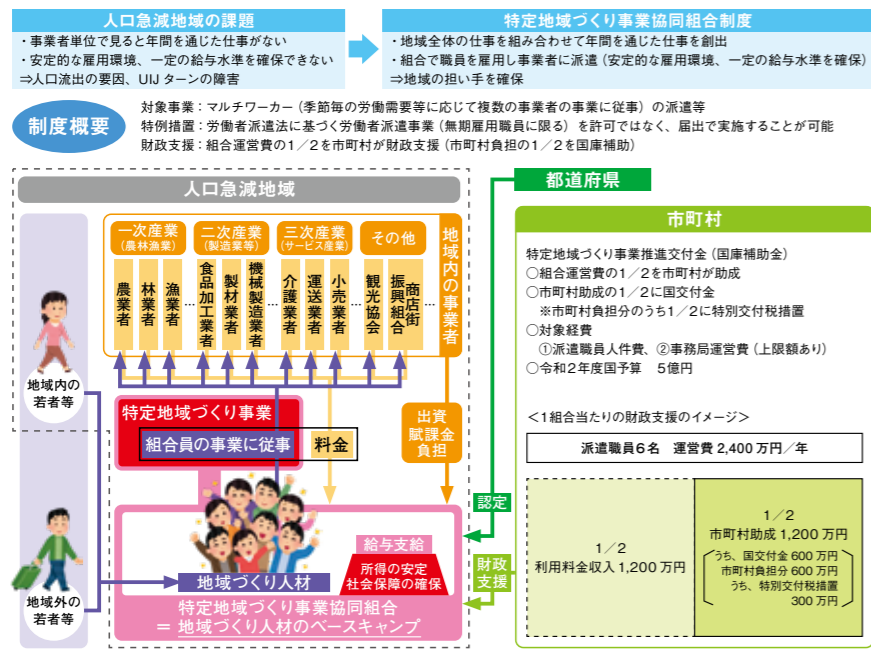 人口急減地域の課題
・事業者単位で見ると年間を通じた仕事がない
・安定的な雇用環境、一定の給与水準を確保できない
⇒人口流出の要因、UIJターンの障害
特定地域づくり事業協同組合制度
・地域全体の仕事を組み合わせて年間を通じた仕事を創出
・組合で職員を雇用し事業者に派遣（安定的な雇用環境、一定の給与水準を確保）
⇒地域の担い手を確保
制度概要
対象事業：マルチワーカー（季節毎の労働需要等に応じて複数の事業者の事業に従事）の派遣等
特例措置：労働者派遣法に基づく労働者派遣事業（無期雇用職員に限る）を許可ではなく、届出で実施することが可能
財政支援：組合運営費の1／2を市町村が財政支援（市町村負担の1／2を国庫補助）
人口急減地域
一次産業
（農林漁業）
二次産業
（製造業等）
三次産業
（サービス産業）
その他
地域内の事業者
農業者
林業者
漁業者
…
食品加工業者
製材業者
機械製造業者
…
介護業者
運送業者
小売業者
…
観光協会
商店街
振興組合
…
地域内の
若者等
特定地域づくり事業
組合員の事業に従事
料金
出資
賦課金
負担
地域外の
若者等
地域づくり人材
給与支給
所得の安定
社会保障の確保
特定地域づくり事業協同組合
＝地域づくり人材のベースキャンプ
都道府県
認定
財政
支援
市町村
特定地域づくり事業推進交付金（国庫補助金）
○組合運営費の1／2を市町村が助成
○市町村助成の1／2に国交付金
※市町村負担分のうち1／2に特別交付税措置
○対象経費
①派遣職員人件費、②事務局運営費（上限額あり）
○令和2年度国予算　5億円
＜1組合当たりの財政支援のイメージ＞
派遣職員6名　運営費2,400万円／年
1／2
利用料金収入1,200万円
1／2
市町村助成1,200万円
うち、国交付金600万円
市町村負担分600万円
うち、特別交付税措置
300万円